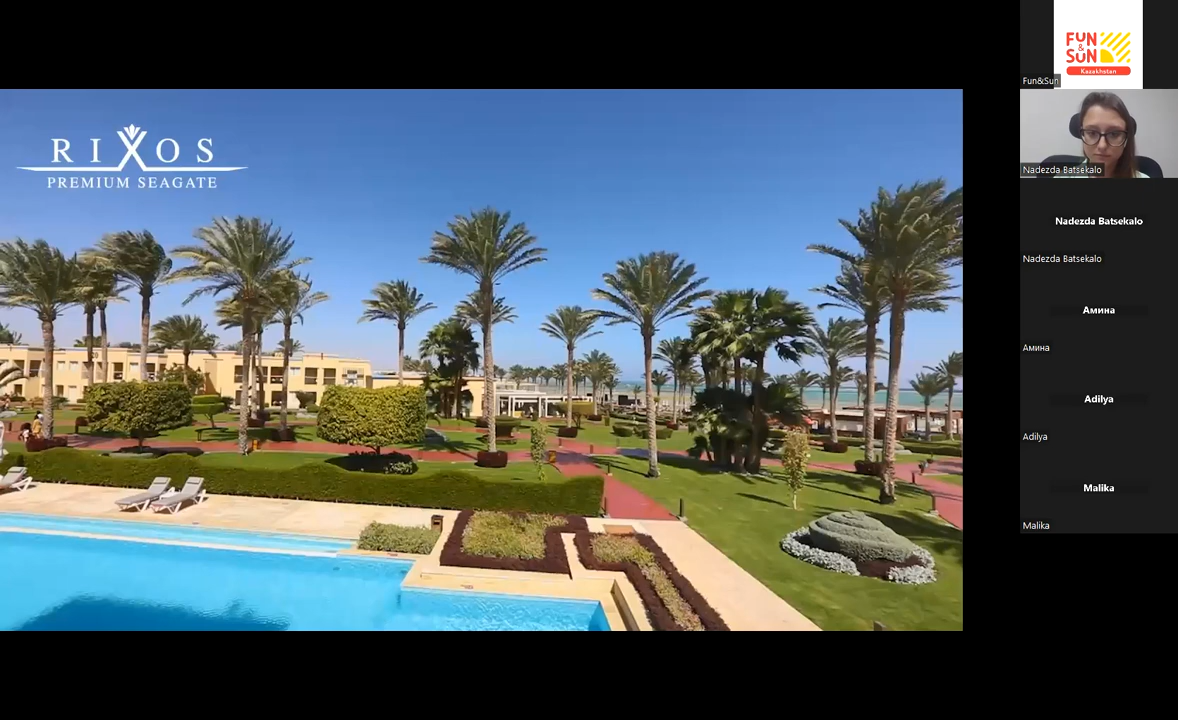 RIXOS
PREMIUM SEAGATE
FUN
&
SUN
Kazakhstan
Fun&Sun
Nadezda Batsekalo
Nadezda Batsekalo
Nadezda Batsekalo
Амина
Амина
Adilya
Adilya
Malika
Malika